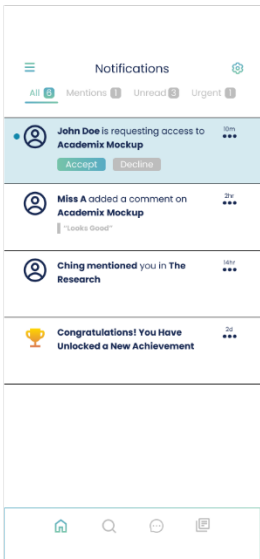 Notifications
All 8 Mentions 1 Unread 3 Urgent 1
John Doe is requesting access to 10m
Academix Mockup
Accept Decline
Miss A added a comment on 2hr
Academix Mockup
"Looks Good"
Ching mentioned you in The 14hr
Research
Congratulations! You Have 2d
Unlocked a New Achievement